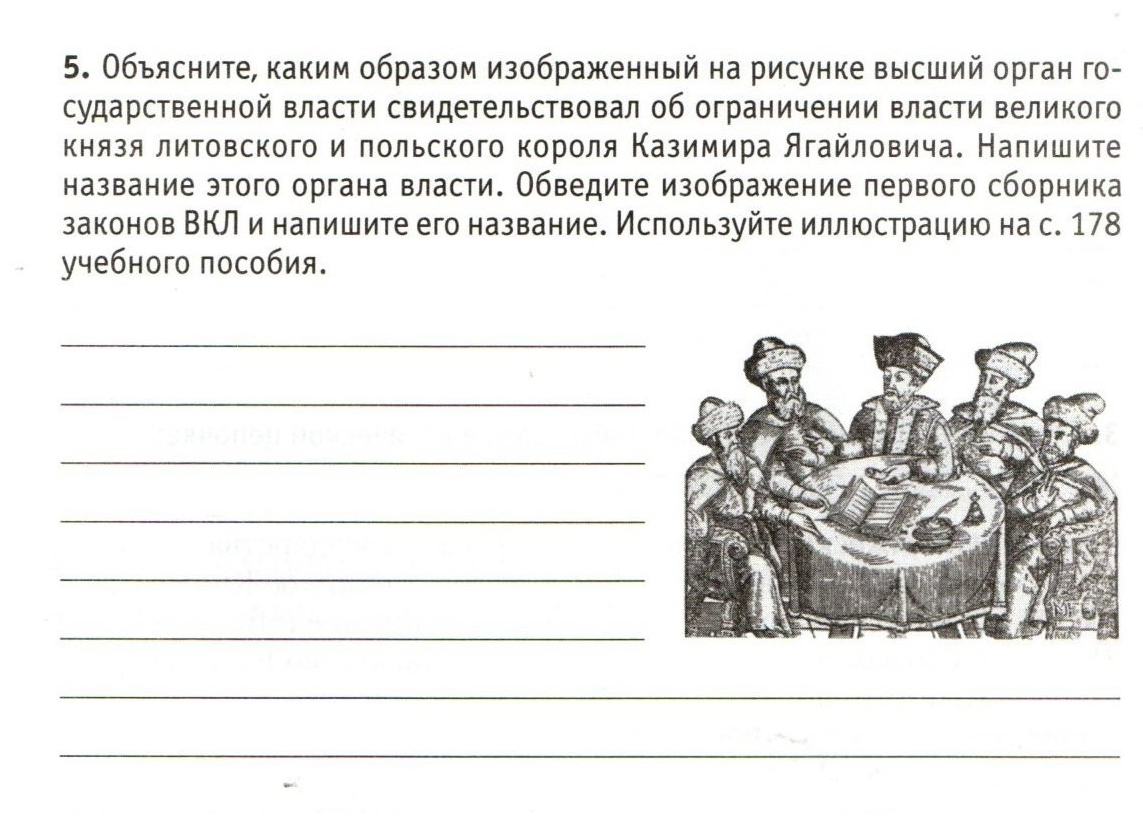 5. Объясните, каким образом изображенный на рисунке высший орган го-
сударственной власти свидетельствовал об ограничении власти великого
князя литовского и польского короля Казимира Ягайловича. Напишите
название этого органа власти. Обведите изображение первого сборника
законов ВКЛ и напишите его название. Используйте иллюстрацию на с. 178
учебного пособия.